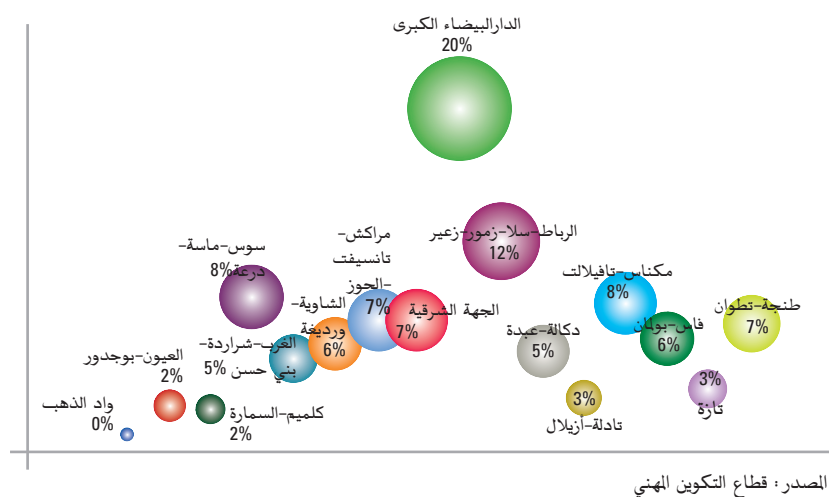 الدارالبيضاء الكبرى
20%
الرباط-سلا-زمور-زعير
12%
مراكش-
تانسيفت
-الحوز
7%
سوس-ماسة-
درعة 8%
مكناس-تافيلالت
8%
طنجة-تطوان
7%
الجهة الشرقية
7%
الشاوية-
ورديغة
6%
فاس-بولمان
6%
دكالة-عبدة
5%
الغرب-شراردة-
بني حسن 5%
العيون-بوجدور
2%
تازة
3%
تادلة-أزيلال
3%
واد الذهب
0%
كلميم-السمارة
2%
المصدر: قطاع التكوين المهني